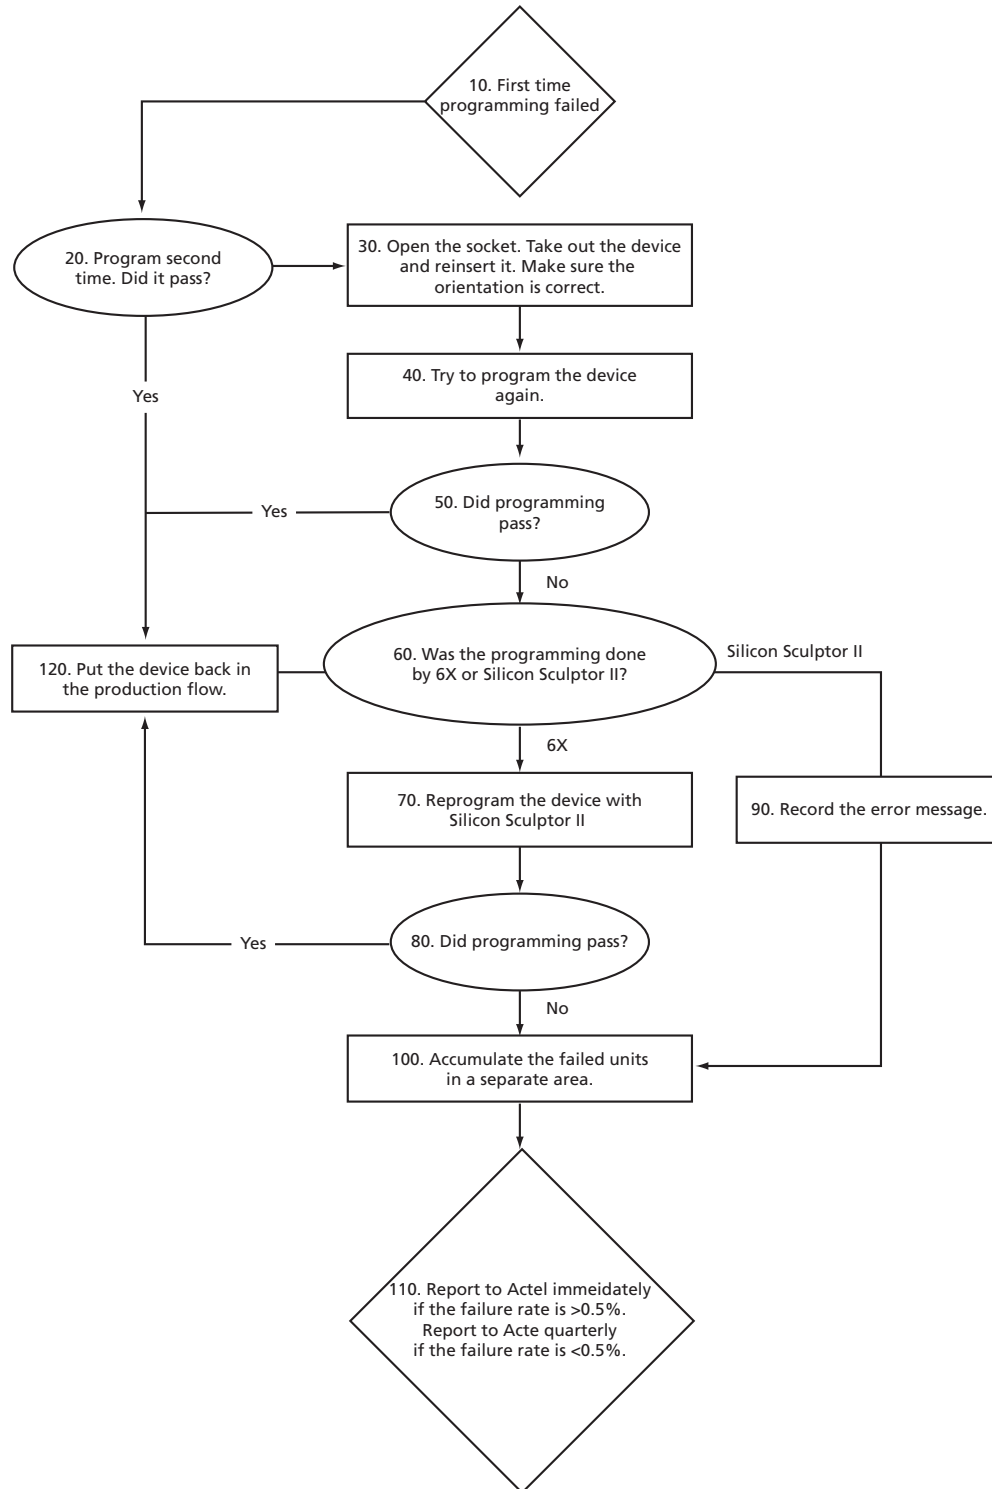 10. First time
programming failed
20. Program second
time. Did it pass?
30. Open the socket. Take out the device
and reinsert it. Make sure the
orientation is correct.
40. Try to program the device
again.
Yes
50. Did programming
pass?
Yes
No
60. Was the programming done
by 6X or Silicon Sculptor II?
Silicon Sculptor II
120. Put the device back in
the production flow.
6X
70. Reprogram the device with
Silicon Sculptor II
90. Record the error message.
80. Did programming pass?
Yes
No
100. Accumulate the failed units
in a separate area.
110. Report to Actel immeidately
if the failure rate is >0.5%.
Report to Acte quarterly
if the failure rate is <0.5%.